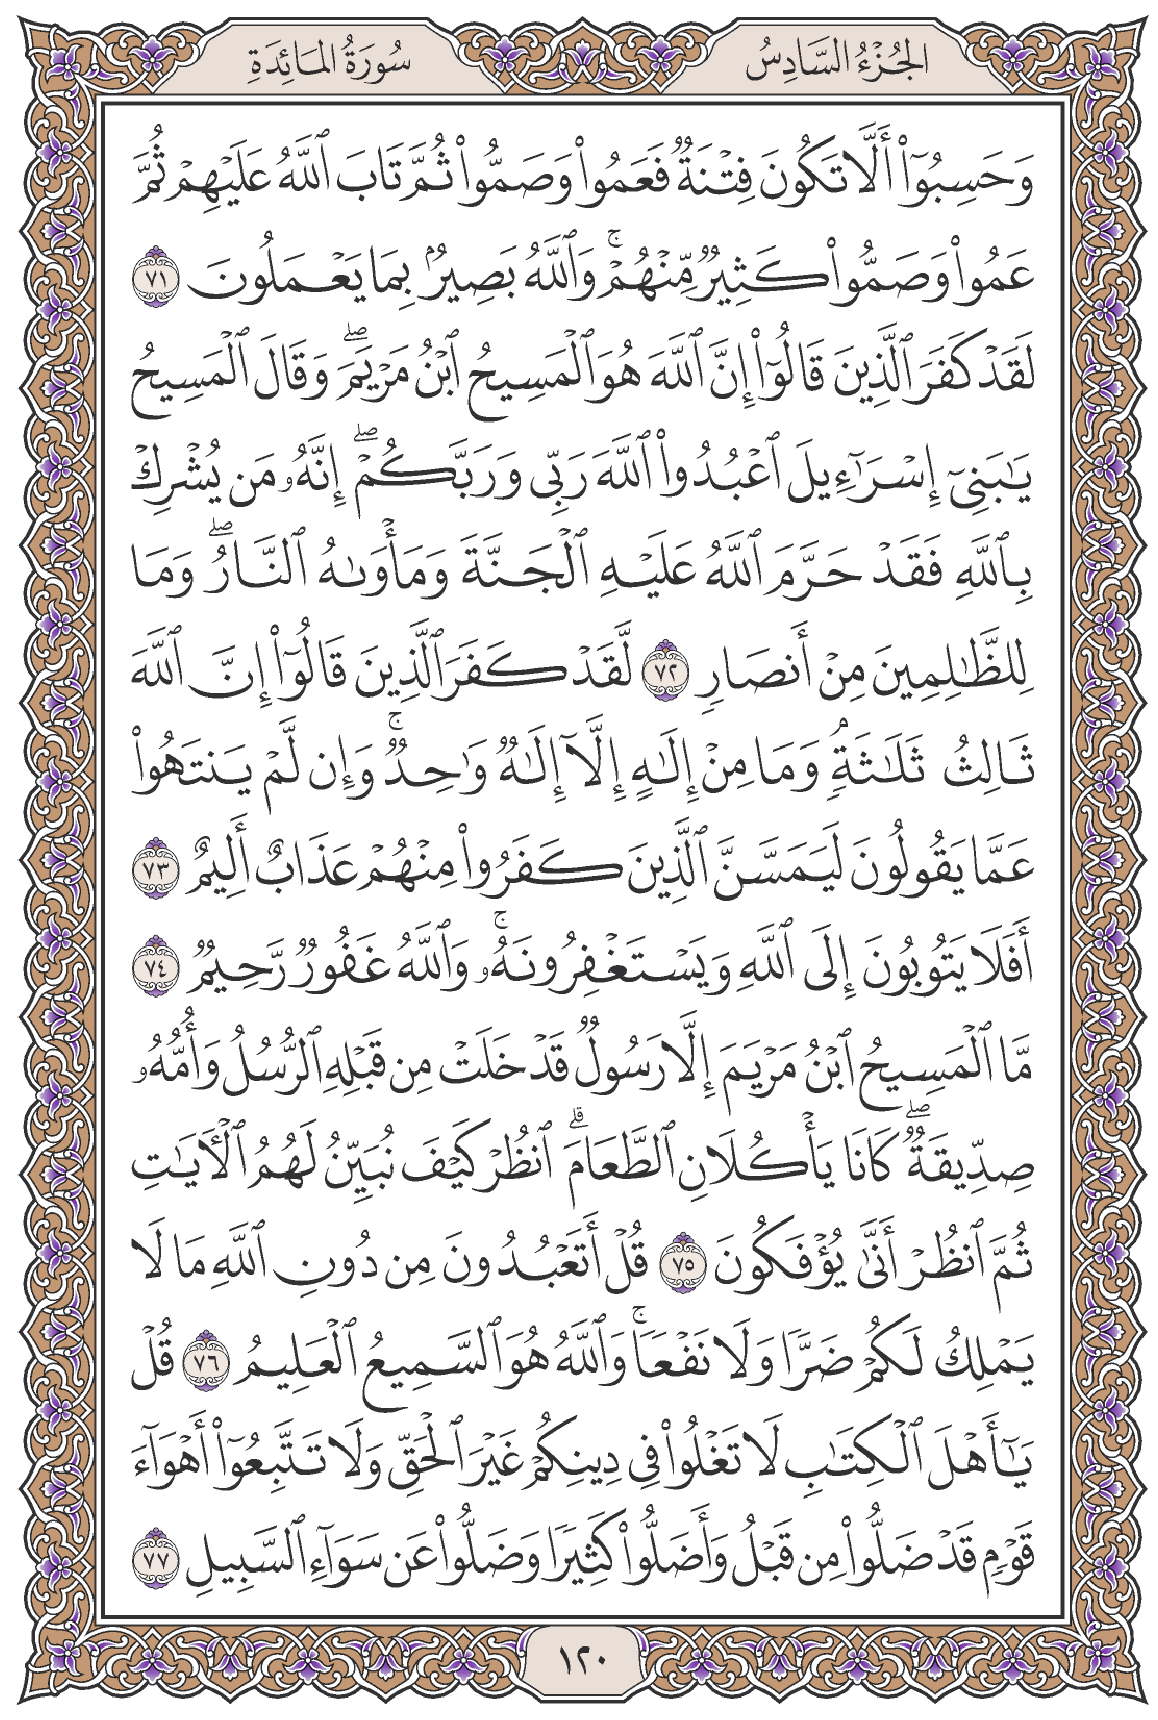 الجُزْءُ السَّادِسُ
سُورَةُ المَائِدَةِ
وَحَسِبُوٓا۟ أَلَّا تَكُونَ فِتْنَةٌ فَعَمُوا۟ وَصَمُّوا۟ ثُمَّ تَابَ ٱللَّهُ عَلَيْهِمْ ثُمَّ
عَمُوا۟ وَصَمُّوا۟ كَثِيرٌ مِّنْهُمْ ۚ وَٱللَّهُ بَصِيرٌۢ بِمَا يَعْمَلُونَ ٧١
لَقَدْ كَفَرَ ٱلَّذِينَ قَالُوٓا۟ إِنَّ ٱللَّهَ هُوَ ٱلْمَسِيحُ ٱبْنُ مَرْيَمَ ۖ وَقَالَ ٱلْمَسِيحُ
يَـٰبَنِىٓ إِسْرَٰٓءِيلَ ٱعْبُدُوا۟ ٱللَّهَ رَبِّى وَرَبَّكُمْ ۖ إِنَّهُۥ مَن يُشْرِكْ
بِٱللَّهِ فَقَدْ حَرَّمَ ٱللَّهُ عَلَيْهِ ٱلْجَنَّةَ وَمَأْوَىٰهُ ٱلنَّارُ ۖ وَمَا
لِلظَّـٰلِمِينَ مِنْ أَنصَارٍ ٧٢ لَّقَدْ كَفَرَ ٱلَّذِينَ قَالُوٓا۟ إِنَّ ٱللَّهَ
ثَالِثُ ثَلَـٰثَةٍۢ وَمَا مِنْ إِلَـٰهٍ إِلَّآ إِلَـٰهٌ وَٰحِدٌ ۚ وَإِن لَّمْ يَنتَهُوا۟
عَمَّا يَقُولُونَ لَيَمَسَّنَّ ٱلَّذِينَ كَفَرُوا۟ مِنْهُمْ عَذَابٌ أَلِيمٌ ٧٣
أَفَلَا يَتُوبُونَ إِلَى ٱللَّهِ وَيَسْتَغْفِرُونَهُۥ ۚ وَٱللَّهُ غَفُورٌ رَّحِيمٌ ٧٤
مَّا ٱلْمَسِيحُ ٱبْنُ مَرْيَمَ إِلَّا رَسُولٌ قَدْ خَلَتْ مِن قَبْلِهِ ٱلرُّسُلُ وَأُمُّهُۥ
صِدِّيقَةٌ ۖ كَانَا يَأْكُلَانِ ٱلطَّعَامَ ۗ ٱنظُرْ كَيْفَ نُبَيِّنُ لَهُمُ ٱلْـَٔايَـٰتِ
ثُمَّ ٱنظُرْ أَنَّىٰ يُؤْفَكُونَ ٧٥ قُلْ أَتَعْبُدُونَ مِن دُونِ ٱللَّهِ مَا لَا
يَمْلِكُ لَكُمْ ضَرًّا وَلَا نَفْعًا ۚ وَٱللَّهُ هُوَ ٱلسَّمِيعُ ٱلْعَلِيمُ ٧٦ قُلْ
يَـٰٓأَهْلَ ٱلْكِتَـٰبِ لَا تَغْلُوا۟ فِى دِينِكُمْ غَيْرَ ٱلْحَقِّ وَلَا تَتَّبِعُوٓا۟ أَهْوَآءَ
قَوْمٍ قَدْ ضَلُّوا۟ مِن قَبْلُ وَأَضَلُّوا۟ كَثِيرًا وَضَلُّوا۟ عَن سَوَآءِ ٱلسَّبِيلِ ٧٧
١٢٠